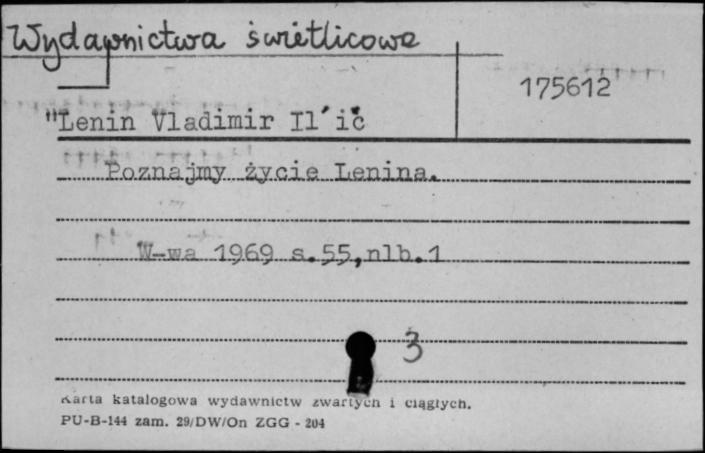 Wydawnictwa świetlicowe
175612
"Lenin Vladimir Il´ič
Poznajmy życie Lenina.
W-wa 1969 s.55,nlb.1
3
Karta katalogowa wydawnictw zwartych i ciągłych.
PU-B-144 zam. 29/DW/On ZGG - 204